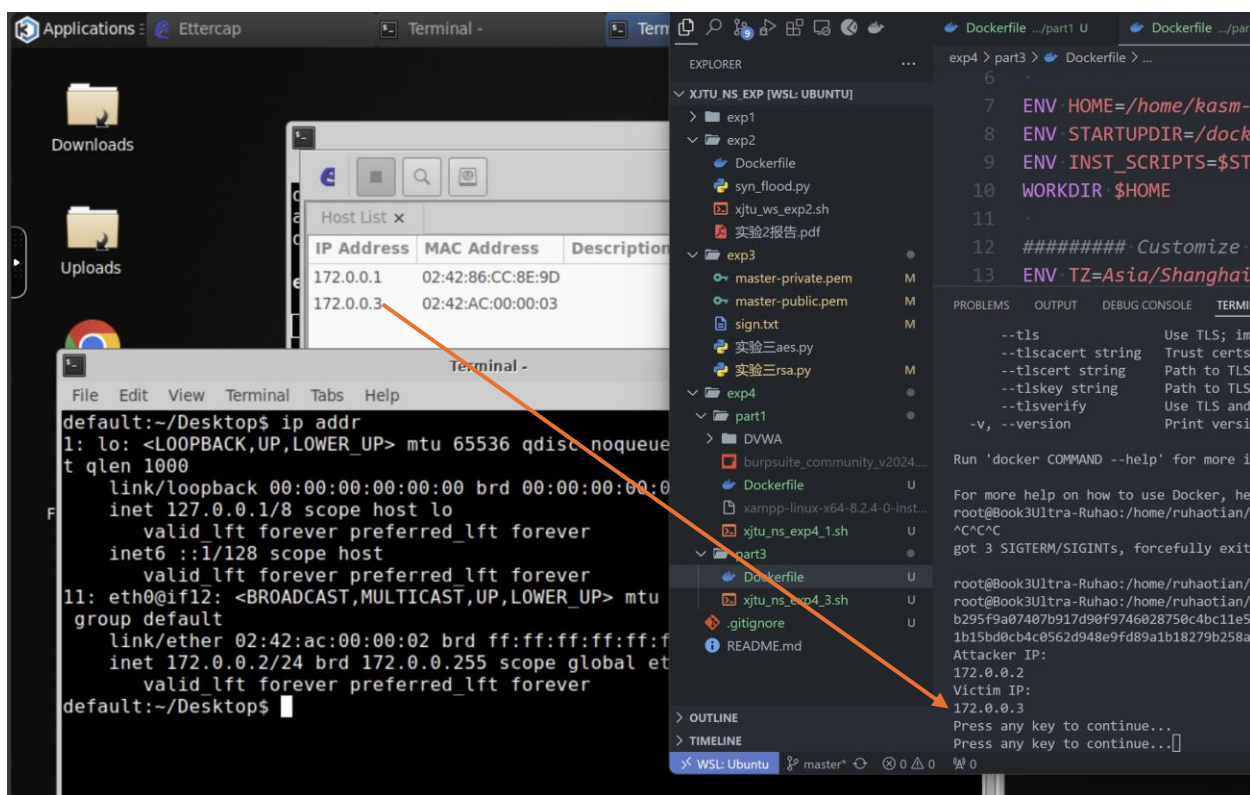 Applications
Ettercap
Terminal -
Term
Downloads
Uploads
Host List ×
IP Address MAC Address Description
172.0.0.1 02:42:86:CC:8E:9D
172.0.0.3 02:42:AC:00:00:03
Terminal -
File Edit View Terminal Tabs Help
default:~/Desktop$ ip addr
1: lo: <LOOPBACK,UP,LOWER_UP> mtu 65536 qdisc noqueue
t qlen 1000
link/loopback 00:00:00:00:00:00 brd 00:00:00:00:0
inet 127.0.0.1/8 scope host lo
valid_lft forever preferred_lft forever
inet6 ::1/128 scope host
valid_lft forever preferred_lft forever
11: eth0@if12: <BROADCAST,MULTICAST,UP,LOWER_UP> mtu
group default
link/ether 02:42:ac:00:00:02 brd ff:ff:ff:ff:ff:f
inet 172.0.0.2/24 brd 172.0.0.255 scope global et
valid_lft forever preferred_lft forever
default:~/Desktop$
9
EXPLORER ...
XJTU_NS_EXP [WSL: UBUNTU]
exp1
exp2
Dockerfile
syn_flood.py
xjtu_ws_exp2.sh
实验2报告.pdf
exp3
master-private.pem M
master-public.pem M
sign.txt M
实验三aes.py
实验三rsa.py M
exp4
part1
DVWA
burpsuite_community_v2024....
Dockerfile U
xampp-linux-x64-8.2.4-0-inst...
xjtu_ns_exp4_1.sh U
part3
Dockerfile U
xjtu_ns_exp4_3.sh U
.gitignore U
README.md
OUTLINE
TIMELINE
Dockerfile .../part1 U Dockerfile .../par
exp4 > part3 > Dockerfile > ...
6
7 ENV HOME=/home/kasm-
8 ENV STARTUPDIR=/dock
9 ENV INST_SCRIPTS=$ST
10 WORKDIR $HOME
11
12 ######### Customize
13 ENV TZ=Asia/Shanghai
PROBLEMS OUTPUT DEBUG CONSOLE TERMI
--tls Use TLS; im
--tlscacert string Trust certs
--tlscert string Path to TLS
--tlskey string Path to TLS
--tlsverify Use TLS and
-v, --version Print versi
Run 'docker COMMAND --help' for more i
For more help on how to use Docker, he
root@Book3Ultra-Ruhao:/home/ruhaotian/
^C^C^C
got 3 SIGTERM/SIGINTs, forcefully exit
root@Book3Ultra-Ruhao:/home/ruhaotian/
root@Book3Ultra-Ruhao:/home/ruhaotian/
b295f9a07407b917d90f9746028750c4bc11e5
1b15bd0cb4c0562d948e9fd89a1b18279b258a
Attacker IP:
172.0.0.2
Victim IP:
172.0.0.3
Press any key to continue...
Press any key to continue...
WSL: Ubuntu master* 0 0 0